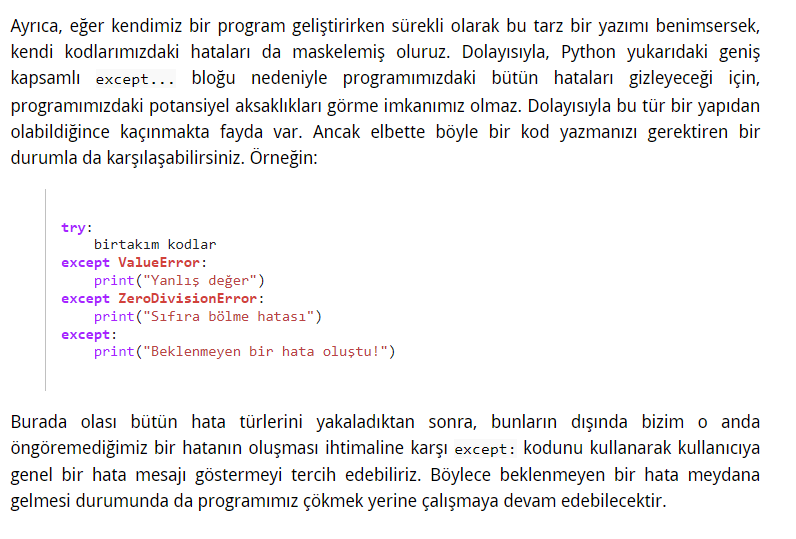 Ayrıca, eğer kendimiz bir program geliştirirken sürekli olarak bu tarz bir yazımı benimsersek,
kendi kodlarımızdaki hataları da maskelemiş oluruz. Dolayısıyla, Python yukarıdaki geniş
kapsamlı except... bloğu nedeniyle programımızdaki bütün hataları gizleyeceği için,
programımızdaki potansiyel aksaklıkları görme imkanımız olmaz. Dolayısıyla bu tür bir yapıdan
olabildiğince kaçınmakta fayda var. Ancak elbette böyle bir kod yazmanızı gerektiren bir
durumla da karşılaşabilirsiniz. Örneğin:
try:
    birtakım kodlar
except ValueError:
    print("Yanlış değer")
except ZeroDivisionError:
    print("Sıfıra bölme hatası")
except:
    print("Beklenmeyen bir hata oluştu!")
Burada olası bütün hata türlerini yakaladıktan sonra, bunların dışında bizim o anda
öngöremediğimiz bir hatanın oluşması ihtimaline karşı except: kodunu kullanarak kullanıcıya
genel bir hata mesajı göstermeyi tercih edebiliriz. Böylece beklenmeyen bir hata meydana
gelmesi durumunda da programımız çökmek yerine çalışmaya devam edebilecektir.